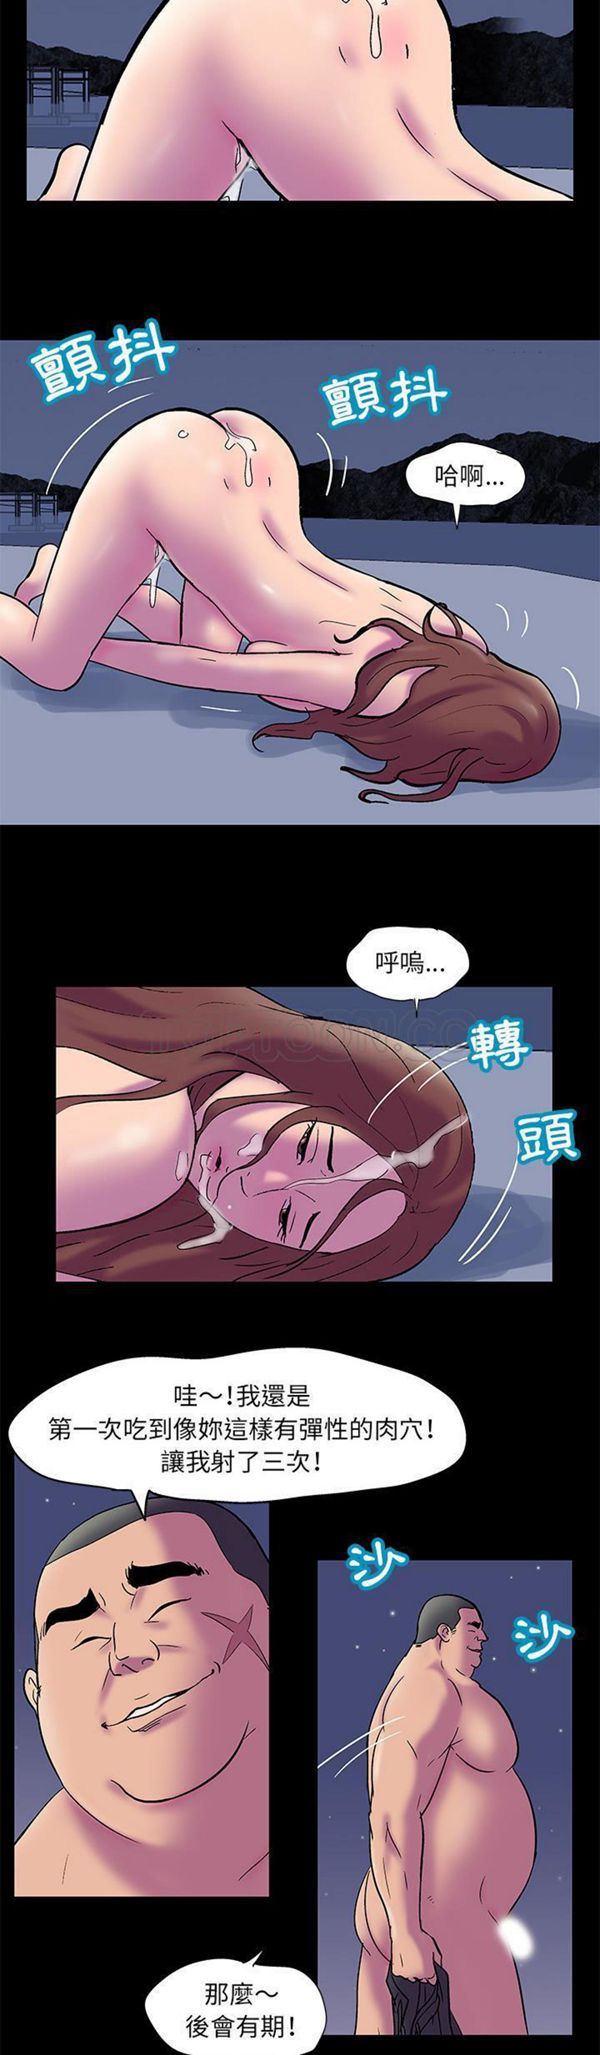 顫抖
顫抖
哈啊...
呼嗚...
轉
頭
哇～!我還是
第一次吃到像妳這樣有彈性的肉穴!
讓我射了三次!
沙
沙
那麼～
後會有期!